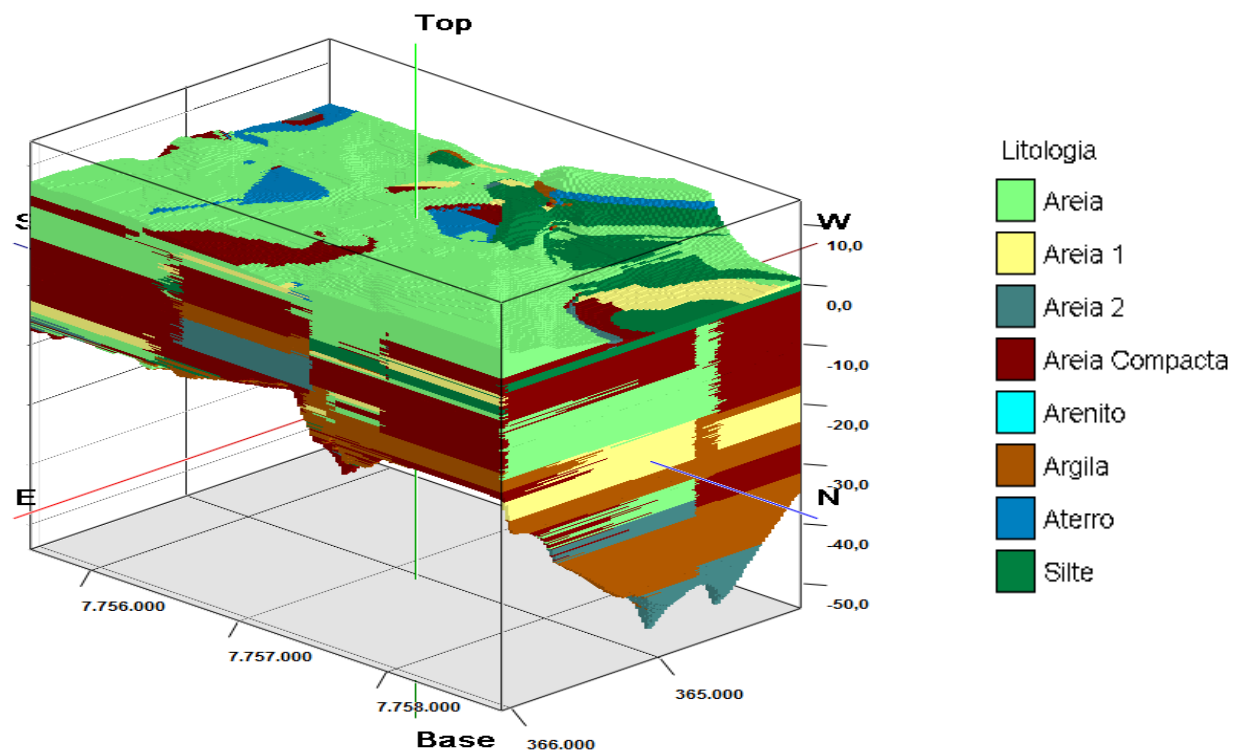 Top
S
W
10,0
0,0
-10,0
-20,0
-30,0
E
N
-40,0
-50,0
7.756.000
7.757.000
7.758.000
365.000
366.000
Base
Litologia
Areia
Areia 1
Areia 2
Areia Compacta
Arenito
Argila
Aterro
Silte